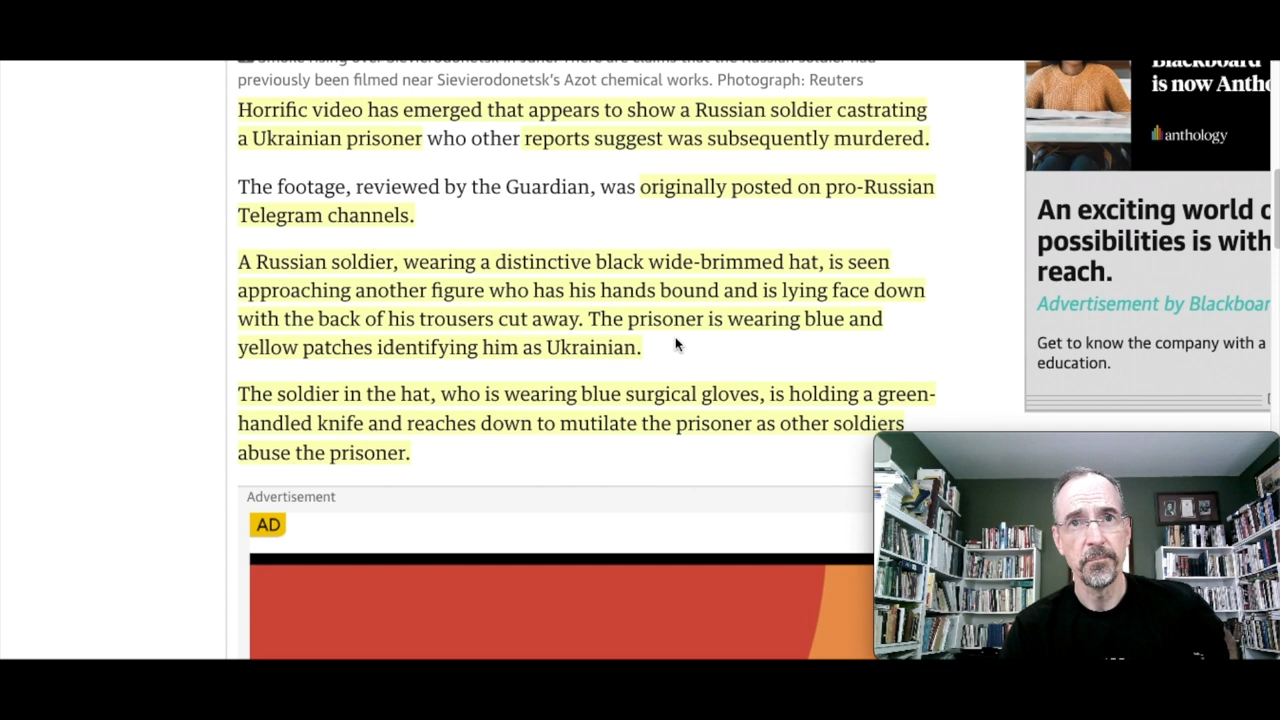 previously been filmed near Sievierodonetsk's Azot chemical works. Photograph: Reuters
Horrific video has emerged that appears to show a Russian soldier castrating
a Ukrainian prisoner who other reports suggest was subsequently murdered.
The footage, reviewed by the Guardian, was originally posted on pro-Russian
Telegram channels.
A Russian soldier, wearing a distinctive black wide-brimmed hat, is seen
approaching another figure who has his hands bound and is lying face down
with the back of his trousers cut away. The prisoner is wearing blue and
yellow patches identifying him as Ukrainian.
The soldier in the hat, who is wearing blue surgical gloves, is holding a green-
handled knife and reaches down to mutilate the prisoner as other soldiers
abuse the prisoner.
Advertisement
AD
Blackboard
is now Antho
anthology
An exciting world o
possibilities is with
reach.
Advertisement by Blackboar
Get to know the company with a
education.